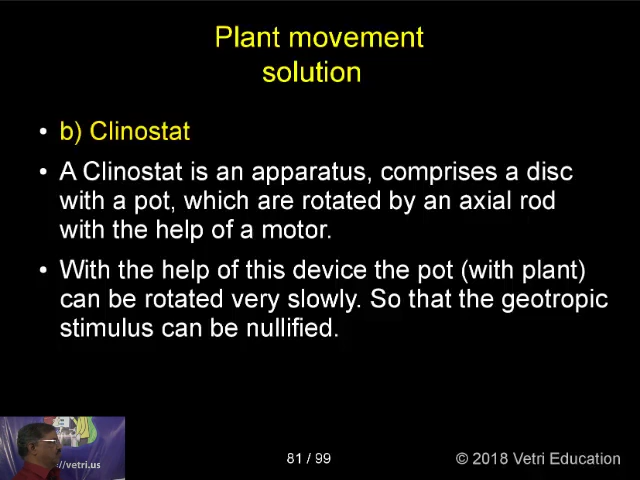 Plant movement
solution
• b) Clinostat
• A Clinostat is an apparatus, comprises a disc
with a pot, which are rotated by an axial rod
with the help of a motor.
• With the help of this device the pot (with plant)
can be rotated very slowly. So that the geotropic
stimulus can be nullified.
//vetri.us
81 / 99
© 2018 Vetri Education